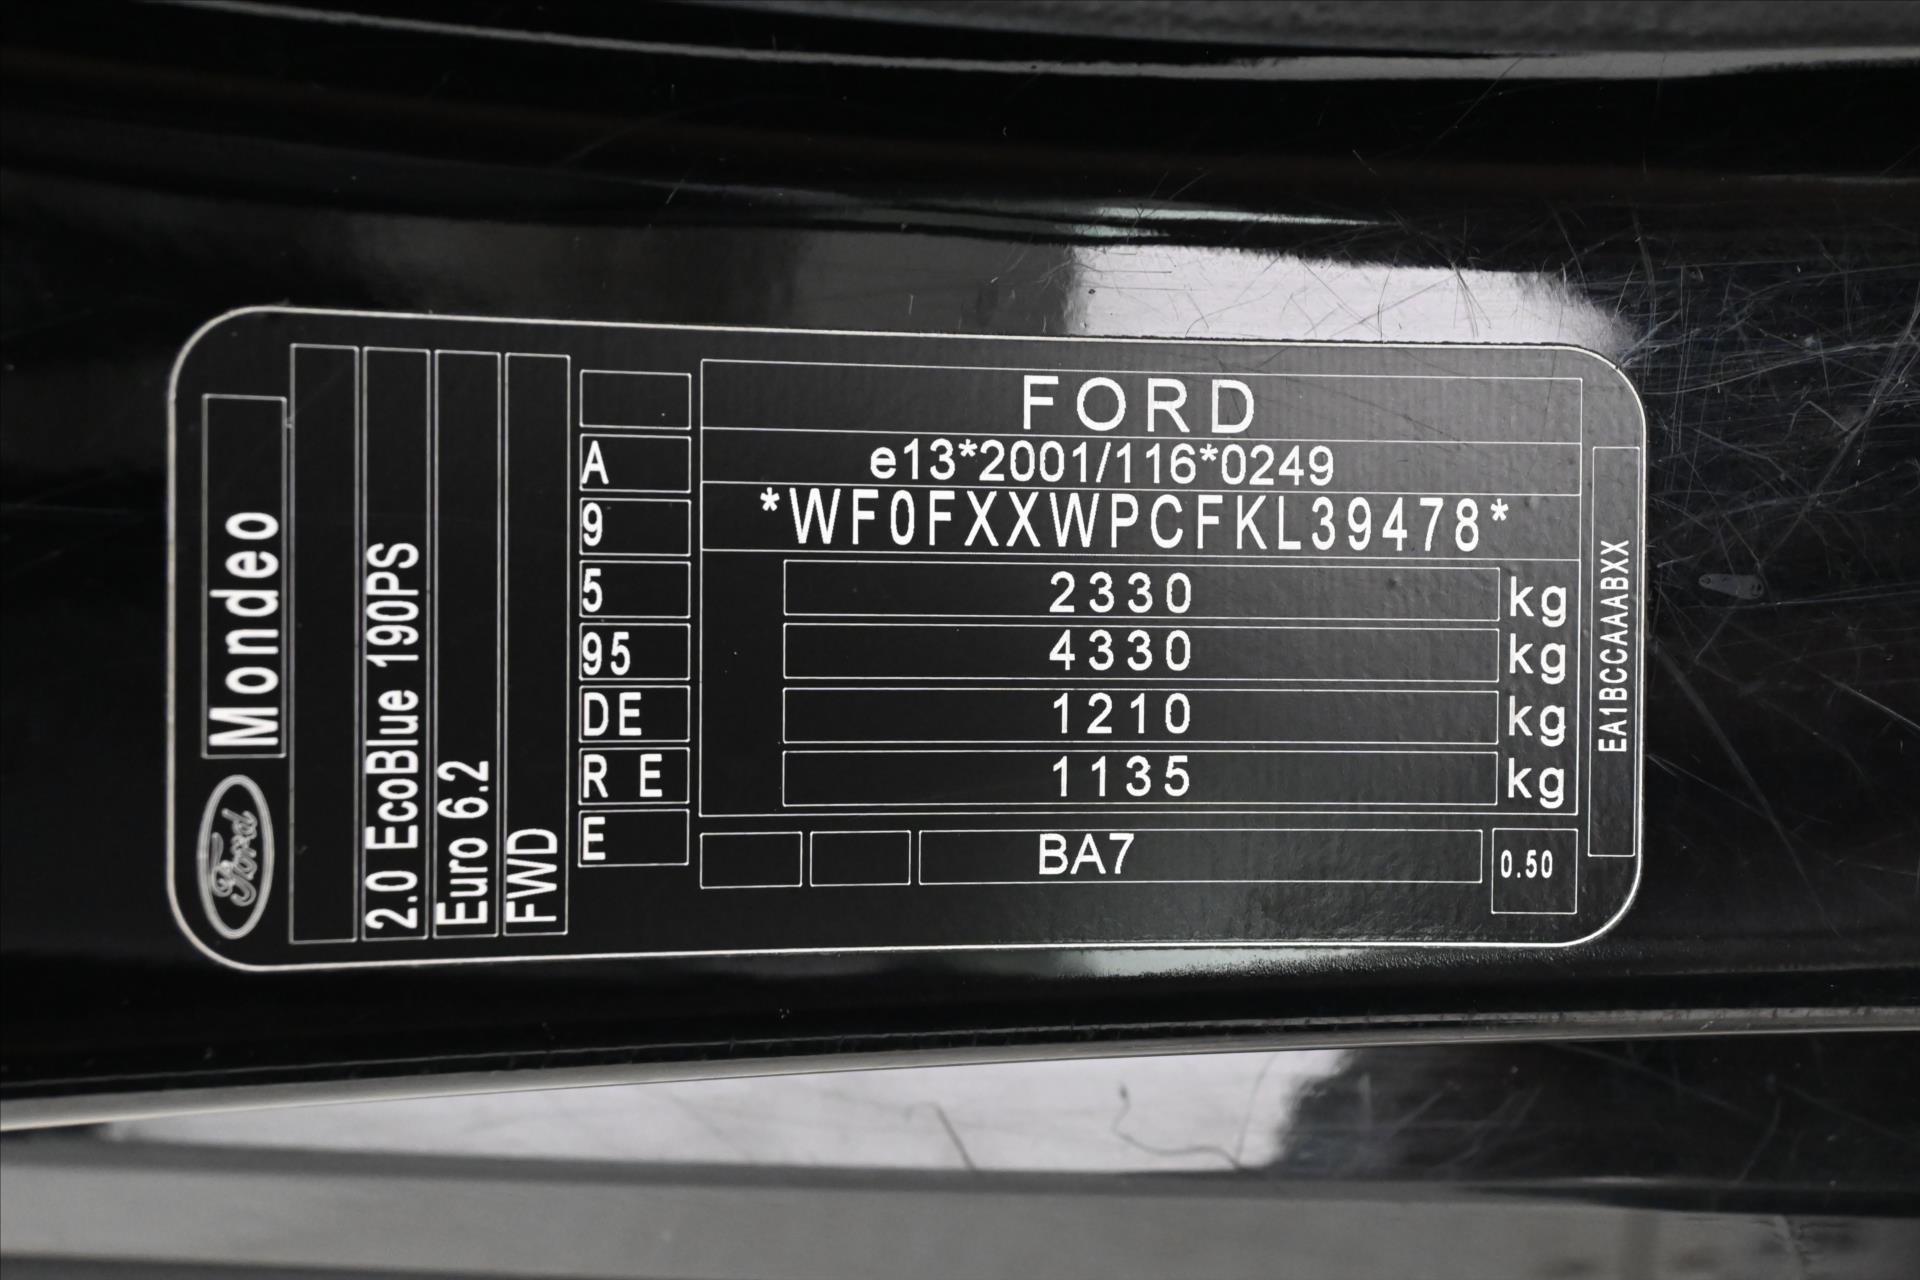 Ford
Mondeo
2.0 EcoBlue 190PS
Euro 6.2
FWD
A
9
5
95
DE
R E
E
FORD
e13*2001/116*0249
*WF0FXXWPCFKL39478*
2330 kg
4330 kg
1210 kg
1135 kg
BA7
0.50
EA1BCCAAABXX